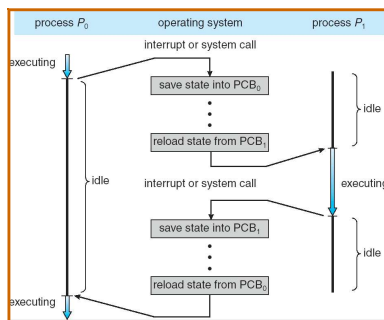 process P0 operating system process P1
interrupt or system call
executing
save state into PCB0
idle
reload state from PCB1
idle
interrupt or system call
executing
save state into PCB1
idle
reload state from PCB0
executing